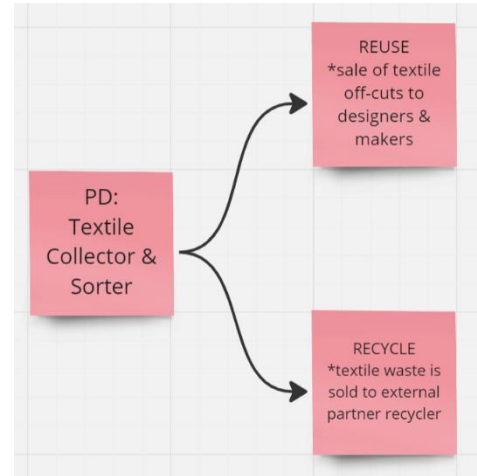 REUSE
*sale of textile
off-cuts to
designers &
makers
PD:
Textile
Collector &
Sorter
RECYCLE
*textile waste is
sold to external
partner recycler